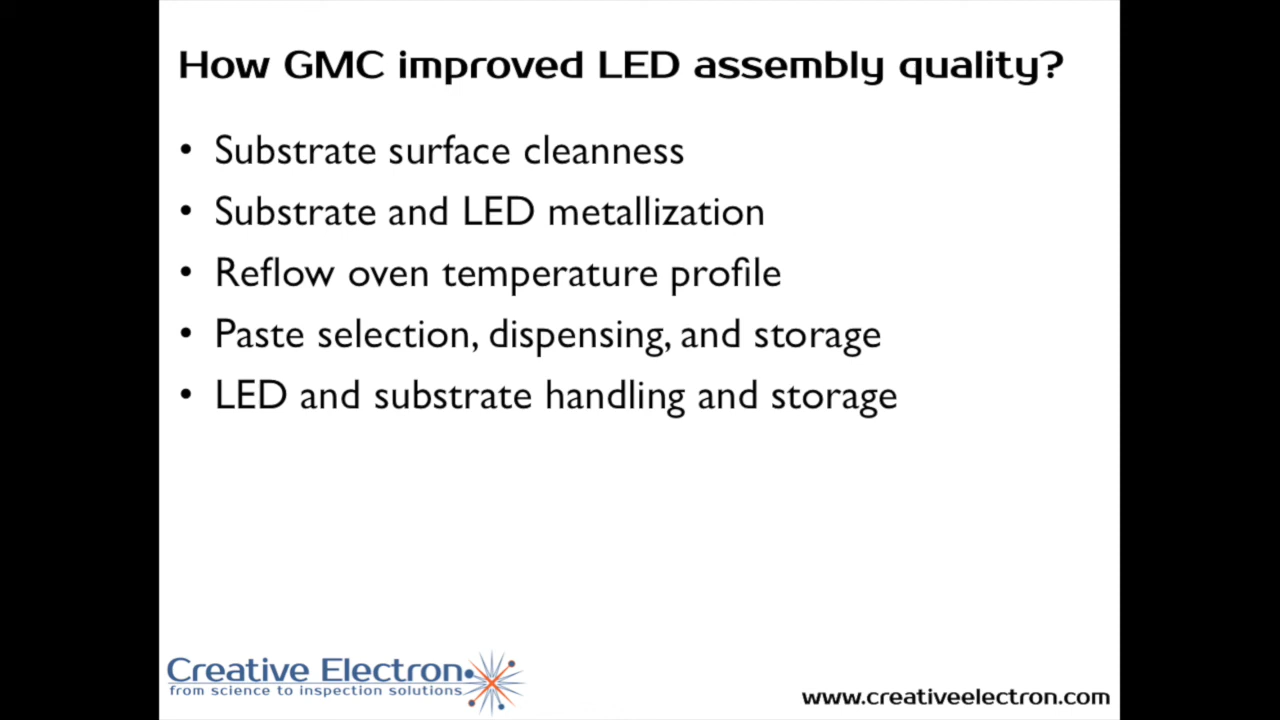 How GMC improved LED assembly quality?
• Substrate surface cleanness
• Substrate and LED metallization
• Reflow oven temperature profile
• Paste selection, dispensing, and storage
• LED and substrate handling and storage
Creative Electron
from science to inspection solutions
www.creativeelectron.com